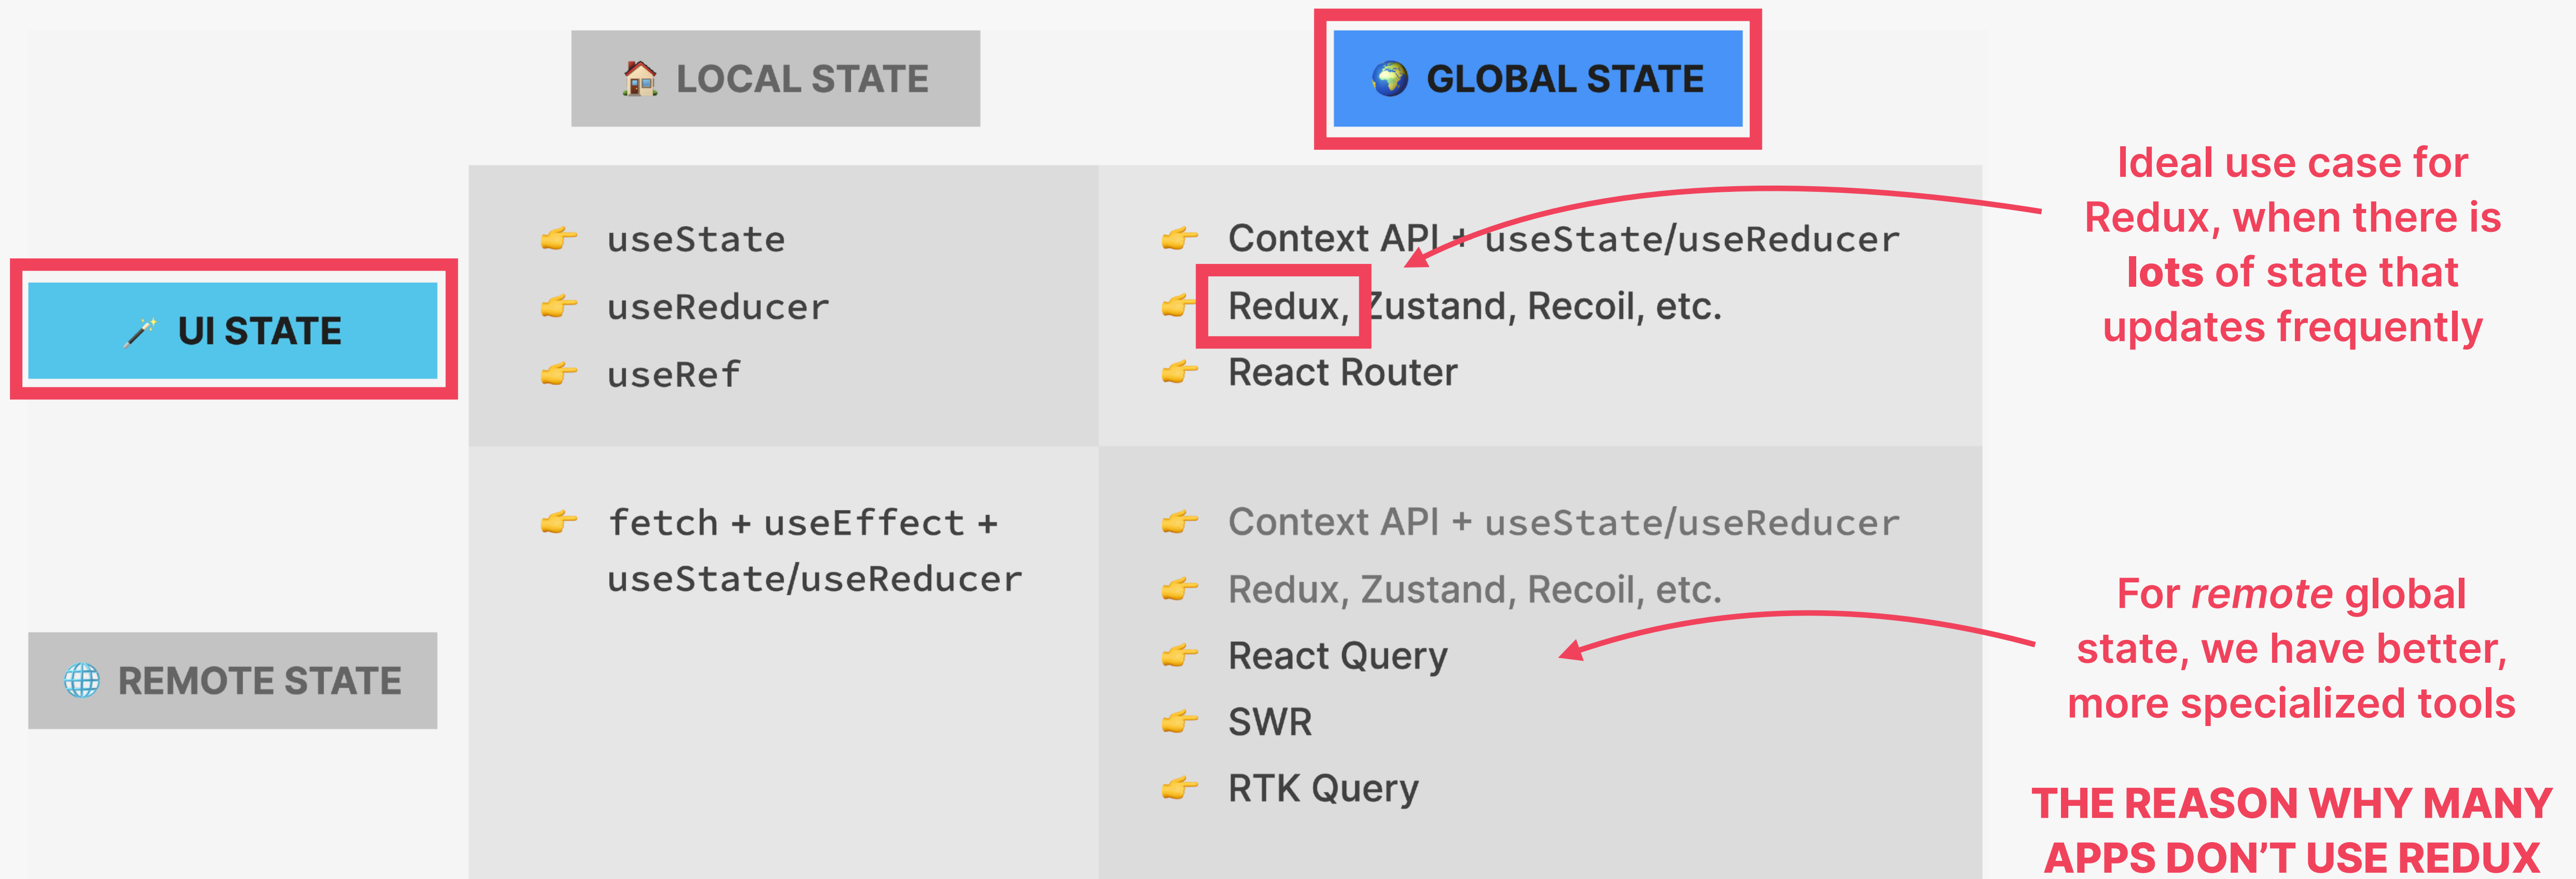 LOCAL STATE
GLOBAL STATE
UI STATE
useState
useReducer
useRef
Context API + useState/useReducer
Redux, Zustand, Recoil, etc.
React Router
Ideal use case for
Redux, when there is
lots of state that
updates frequently
REMOTE STATE
fetch + useEffect +
useState/useReducer
Context API + useState/useReducer
Redux, Zustand, Recoil, etc.
React Query
SWR
RTK Query
For remote global
state, we have better,
more specialized tools
THE REASON WHY MANY
APPS DON’T USE REDUX